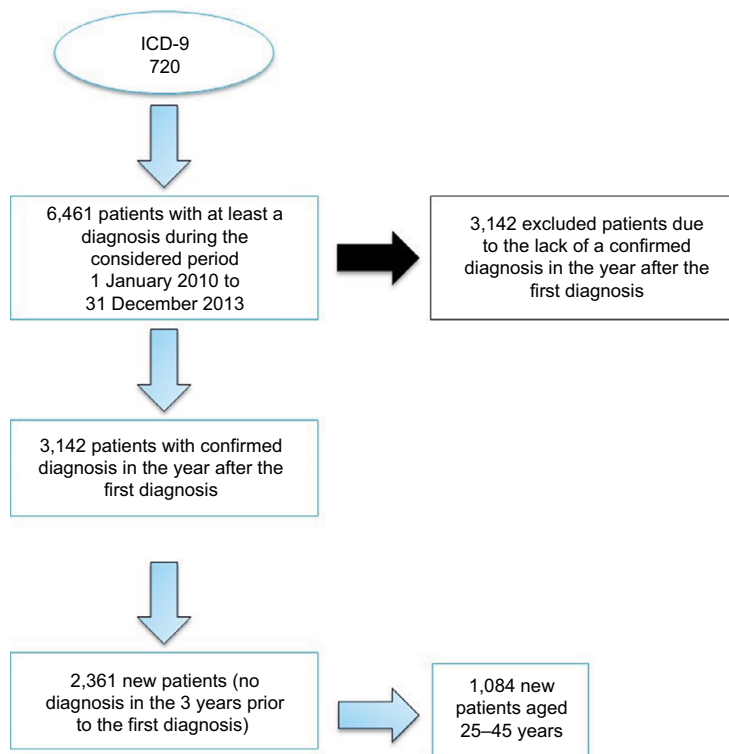 ICD-9
720
6,461 patients with at least a
diagnosis during the
considered period
1 January 2010 to
31 December 2013
3,142 excluded patients due
to the lack of a confirmed
diagnosis in the year after the
first diagnosis
3,142 patients with confirmed
diagnosis in the year after the
first diagnosis
2,361 new patients (no
diagnosis in the 3 years prior
to the first diagnosis)
1,084 new
patients aged
25–45 years